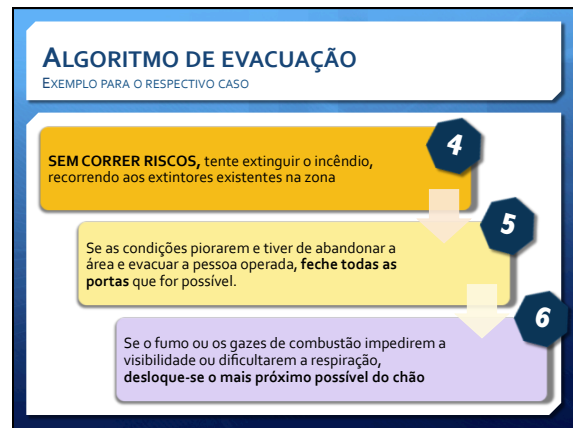 ALGORITMO DE EVACUAÇÃO
EXEMPLO PARA O RESPECTIVO CASO
4
SEM CORRER RISCOS, tente extinguir o incêndio,
recorrendo aos extintores existentes na zona
5
Se as condições piorarem e tiver de abandonar a
área e evacuar a pessoa operada, feche todas as
portas que for possível.
6
Se o fumo ou os gazes de combustão impedirem a
visibilidade ou dificultarem a respiração,
desloque-se o mais próximo possível do chão